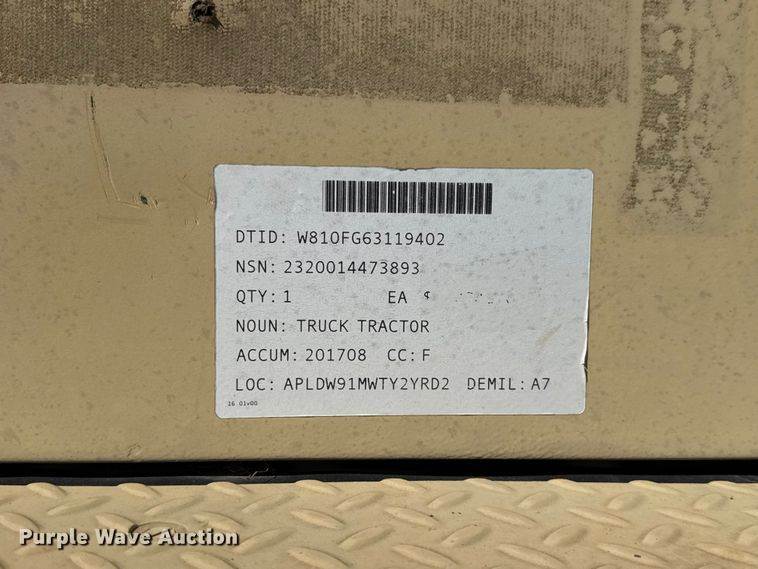 DTID: W810FG63119402
NSN: 2320014473893
QTY: 1 EA $
NOUN: TRUCK TRACTOR
ACCUM: 201708 CC: F
LOC: APLDW91MWTY2YRD2 DEMIL: A7
16.01v00
Purple Wave Auction